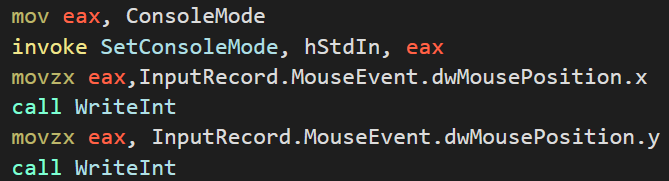 mov eax, ConsoleMode
invoke SetConsoleMode, hStdIn, eax
movzx eax,InputRecord.MouseEvent.dwMousePosition.x
call WriteInt
movzx eax, InputRecord.MouseEvent.dwMousePosition.y
call WriteInt